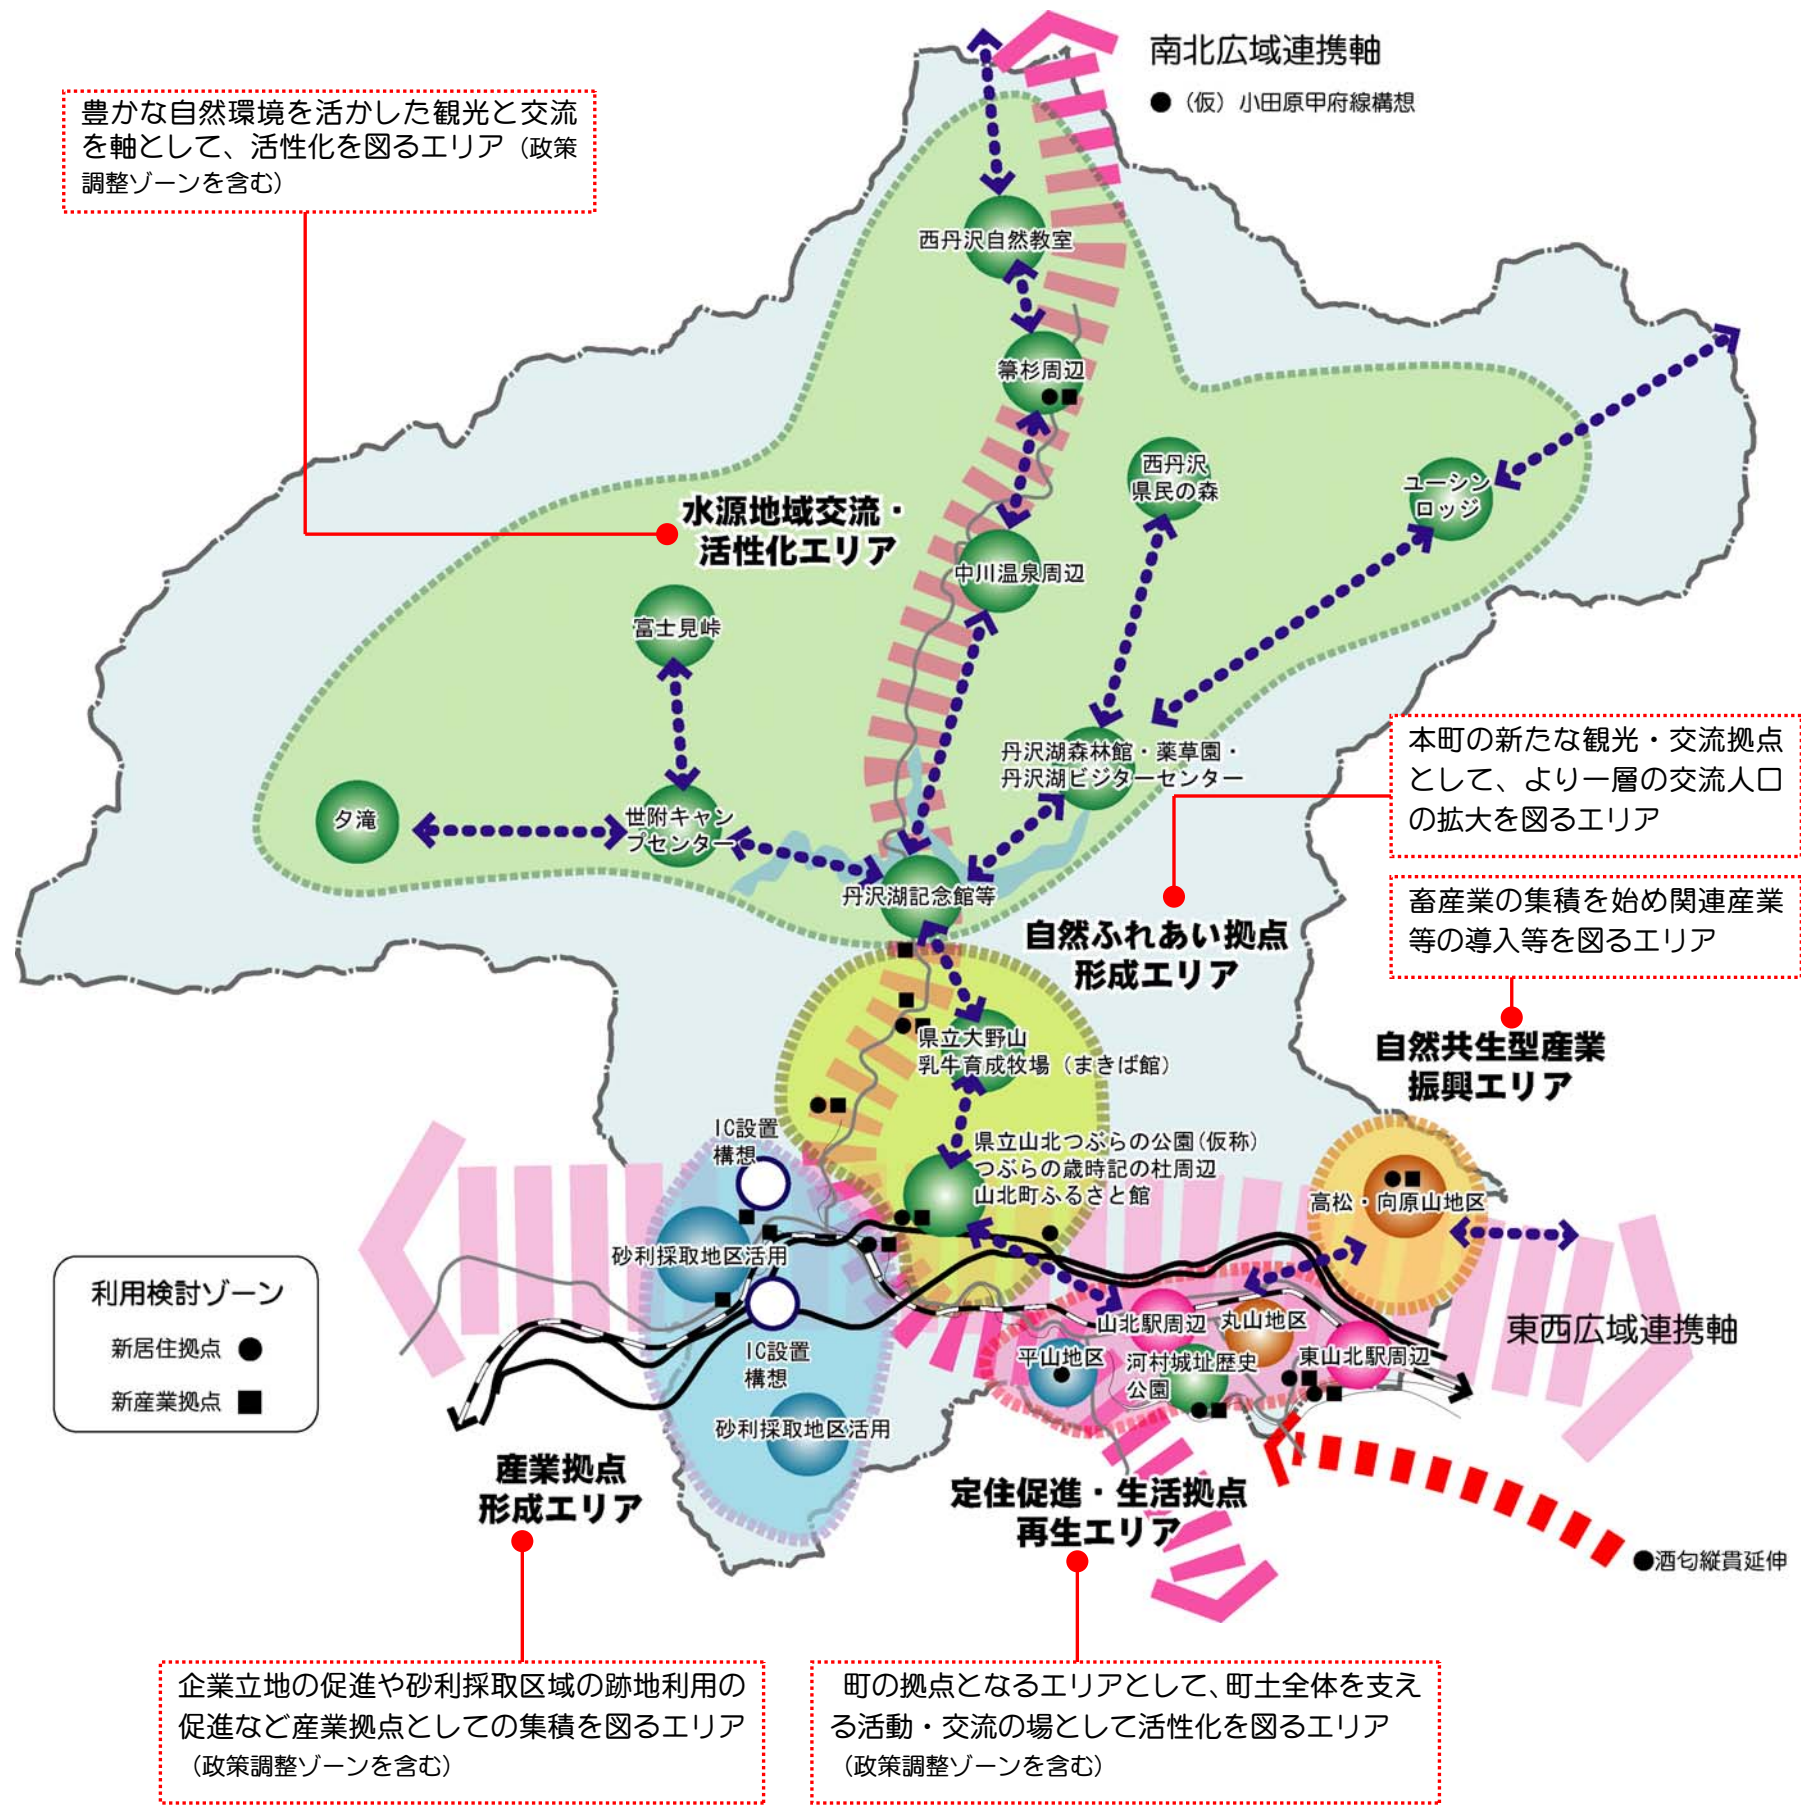 南北広域連携軸
●（仮）小田原甲府線構想
豊かな自然環境を活かした観光と交流
を軸として、活性化を図るエリア（政策
調整ゾーンを含む）
西丹沢自然教室
箒杉周辺
西丹沢
県民の森
ユーシン
ロッジ
水源地域交流・
活性化エリア
中川温泉周辺
富士見峠
丹沢湖森林館・薬草園・
丹沢湖ビジターセンター
本町の新たな観光・交流拠点
として、より一層の交流人口
の拡大を図るエリア
夕滝
世附キャン
プセンター
丹沢湖記念館等
畜産業の集積を始め関連産業
等の導入等を図るエリア
自然ふれあい拠点
形成エリア
自然共生型産業
振興エリア
県立大野山
乳牛育成牧場（まきば館）
IC設置
構想
県立山北つぶらの公園（仮称）
つぶらの歳時記の杜周辺
山北町ふるさと館
高松・向原山地区
砂利採取地区活用
利用検討ゾーン
新居住拠点 ●
新産業拠点 ■
山北駅周辺
丸山地区
東西広域連携軸
IC設置
構想
平山地区
河村城址歴史
公園
東山北駅周辺
砂利採取地区活用
産業拠点
形成エリア
定住促進・生活拠点
再生エリア
●酒匂縦貫延伸
企業立地の促進や砂利採取区域の跡地利用の
促進など産業拠点としての集積を図るエリア
（政策調整ゾーンを含む）
町の拠点となるエリアとして、町土全体を支え
る活動・交流の場として活性化を図るエリア
（政策調整ゾーンを含む）